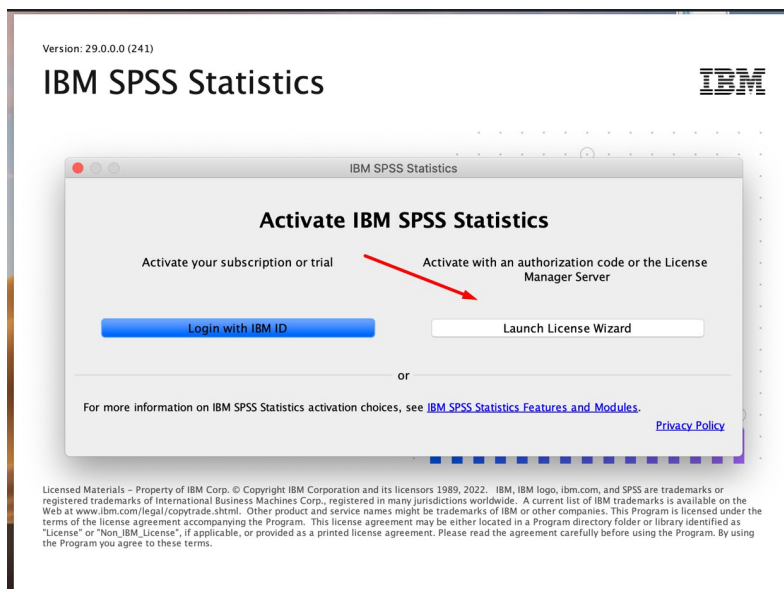 Version: 29.0.0.0 (241)
IBM SPSS Statistics
IBM
IBM SPSS Statistics
Activate IBM SPSS Statistics
Activate your subscription or trial
Activate with an authorization code or the License
Manager Server
Login with IBM ID
Launch License Wizard
or
For more information on IBM SPSS Statistics activation choices, see IBM SPSS Statistics Features and Modules.
Privacy Policy
Licensed Materials – Property of IBM Corp. © Copyright IBM Corporation and its licensors 1989, 2022. IBM, IBM logo, ibm.com, and SPSS are trademarks or
registered trademarks of International Business Machines Corp., registered in many jurisdictions worldwide. A current list of IBM trademarks is available on the
Web at www.ibm.com/legal/copytrade.shtml. Other product and service names might be trademarks of IBM or other companies. This Program is licensed under the
terms of the license agreement accompanying the Program. This license agreement may be either located in a Program directory folder or library identified as
"License" or "Non_IBM_License", if applicable, or provided as a printed license agreement. Please read the agreement carefully before using the Program. By using
the Program you agree to these terms.